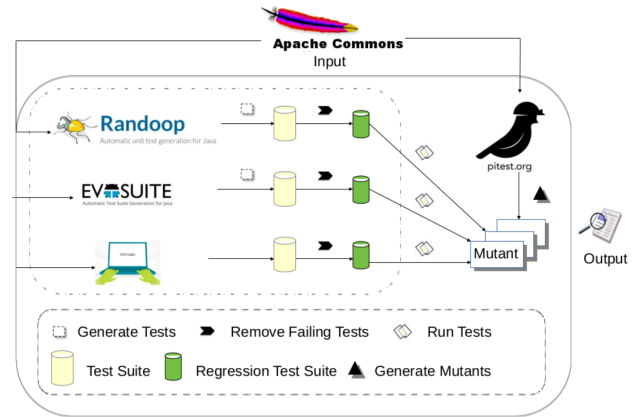 Apache Commons
Input
Randoop
Automatic unit test generation for Java
EVOSUITE
Automatic Test Suite Generation for Java
pitest.org
Mutant
Output
Generate Tests
Remove Failing Tests
Run Tests
Test Suite
Regression Test Suite
Generate Mutants